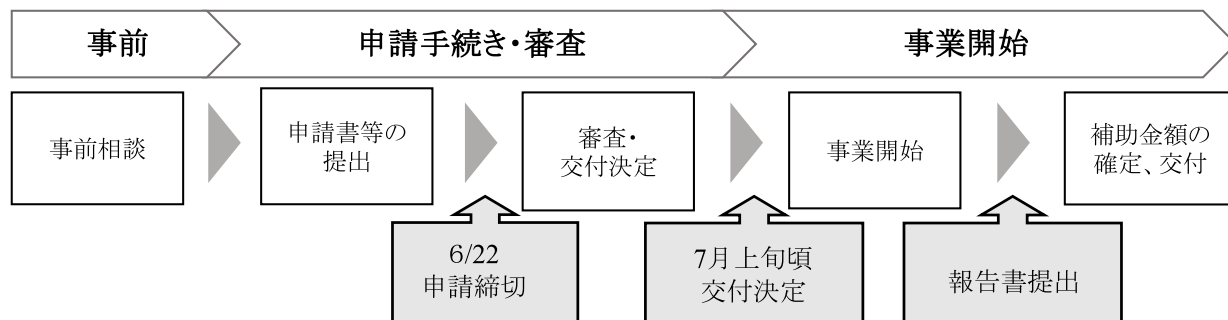 事前
申請手続き・審査
事業開始
事前相談
申請書等の
提出
審査・
交付決定
事業開始
補助金額の
確定、交付
6/22
申請締切
7月上旬頃
交付決定
報告書提出